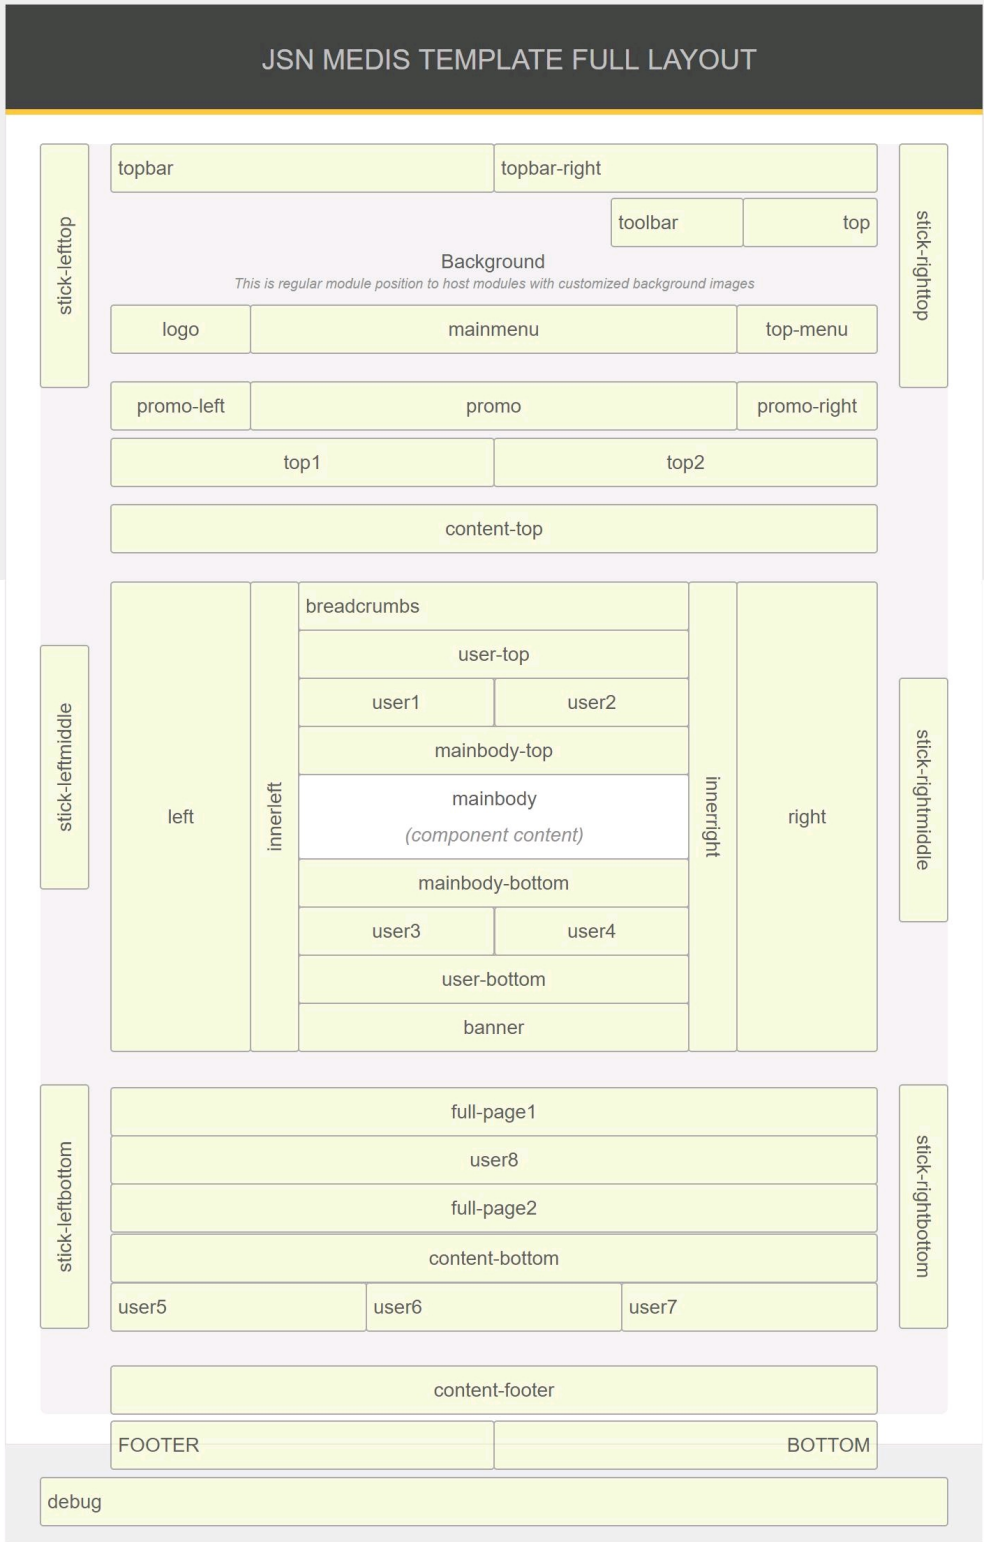 JSN MEDIS TEMPLATE FULL LAYOUT
stick-lefttop
topbar
topbar-right
stick-righttop
toolbar
top
Background
This is regular module position to host modules with customized background images
logo
mainmenu
top-menu
promo-left
promo
promo-right
top1
top2
content-top
stick-leftmiddle
left
innerleft
breadcrumbs
user-top
user1
user2
mainbody-top
mainbody
(component content)
mainbody-bottom
user3
user4
user-bottom
banner
innerright
right
stick-rightmiddle
stick-leftbottom
full-page1
user8
full-page2
content-bottom
user5
user6
user7
stick-rightbottom
content-footer
FOOTER
BOTTOM
debug